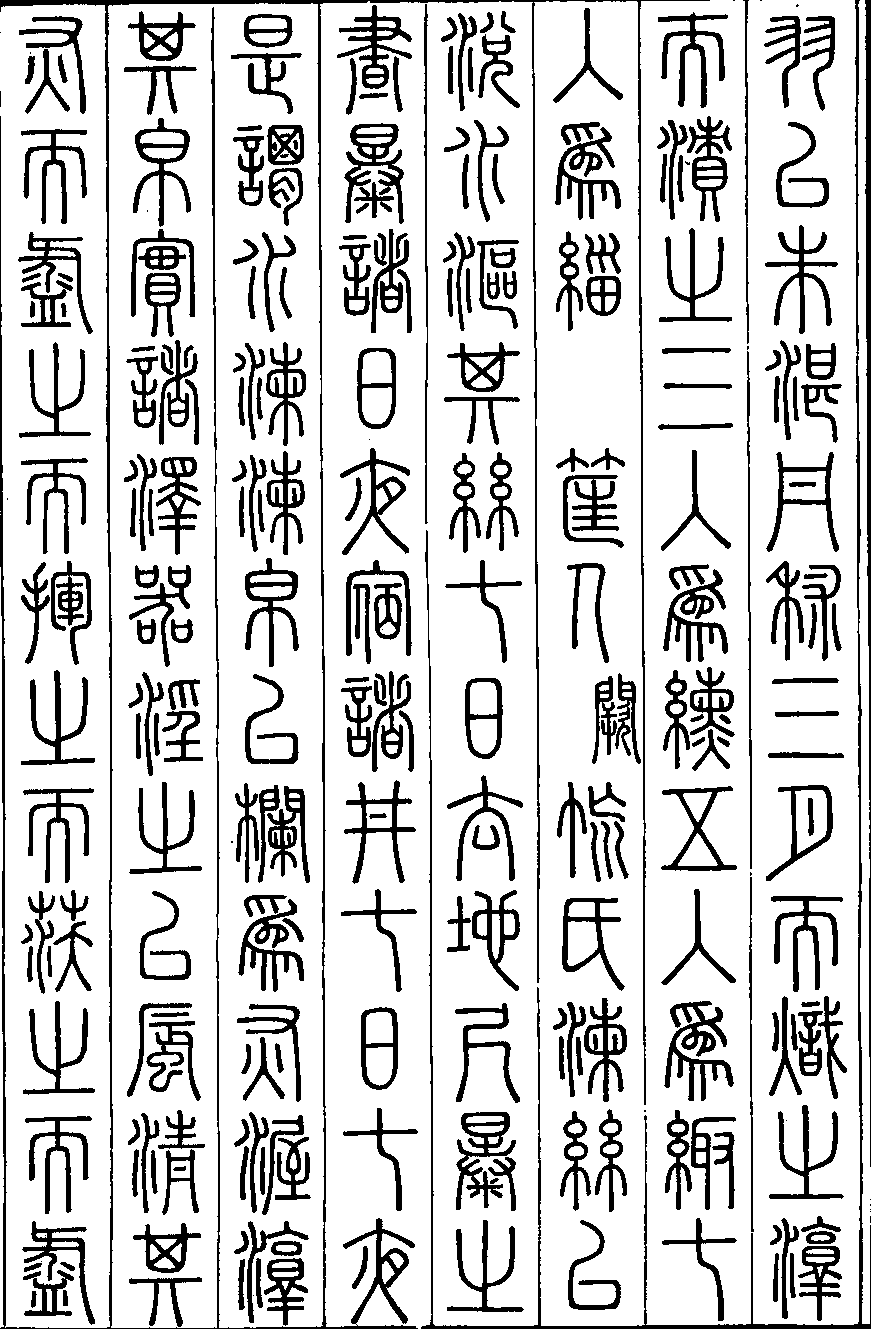 羽以朱湛丹秫三月而熾之淳
而漬之三入為纁五入為緅七
入為緇　筐人闕㡛氏湅絲以
涗水漚其絲七日去地尺暴之
晝暴諸日夜宿諸井七日七夜
是謂水湅湅帛以欄為灰渥淳
其帛實諸澤器淫之以蜃清其
灰而盝之而揮之而沃之而盝